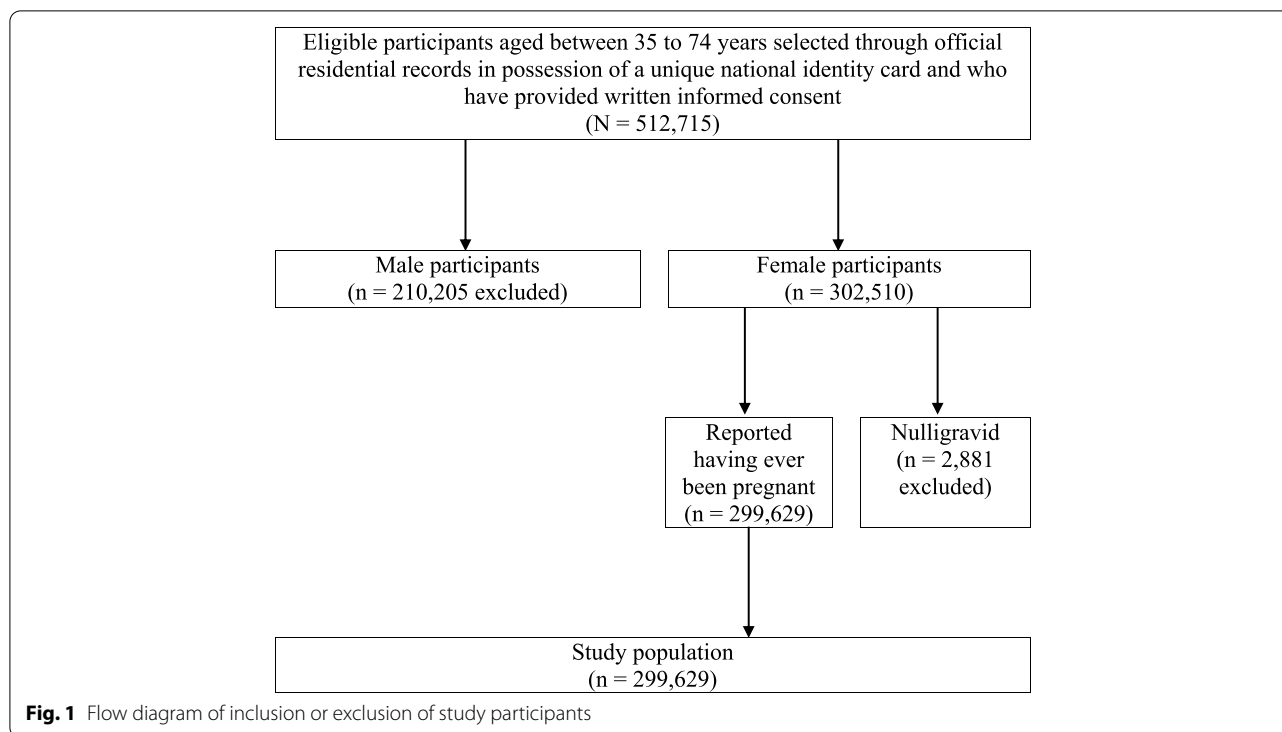 Eligible participants aged between 35 to 74 years selected through official
residential records in possession of a unique national identity card and who
have provided written informed consent
(N = 512,715)
Male participants
(n = 210,205 excluded)
Female participants
(n = 302,510)
Reported
having ever
been pregnant
(n = 299,629)
Nulligravid
(n = 2,881
excluded)
Study population
(n = 299,629)
Fig. 1 Flow diagram of inclusion or exclusion of study participants